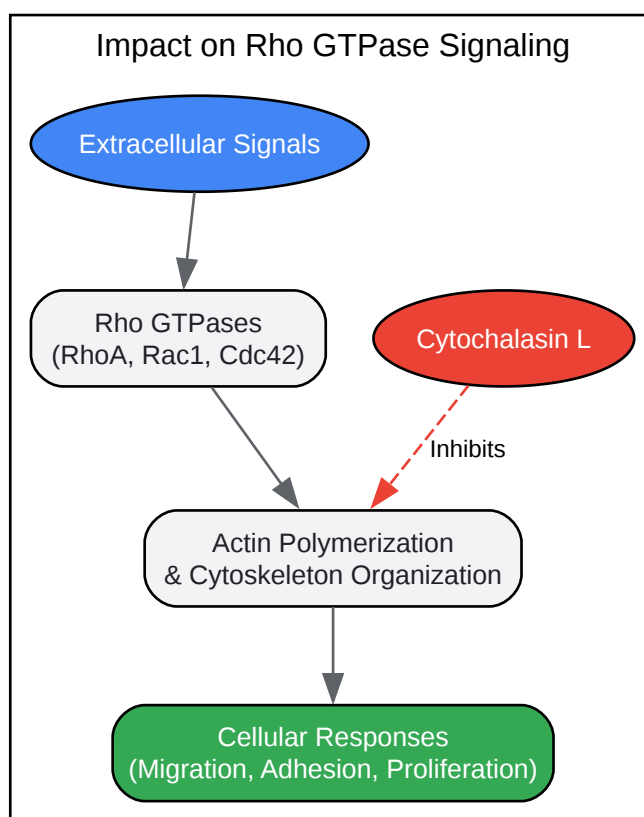 Impact on Rho GTPase Signaling
Extracellular Signals
Rho GTPases
(RhoA, Rac1, Cdc42)
Cytochalasin L
Inhibits
Actin Polymerization
& Cytoskeleton Organization
Cellular Responses
(Migration, Adhesion, Proliferation)